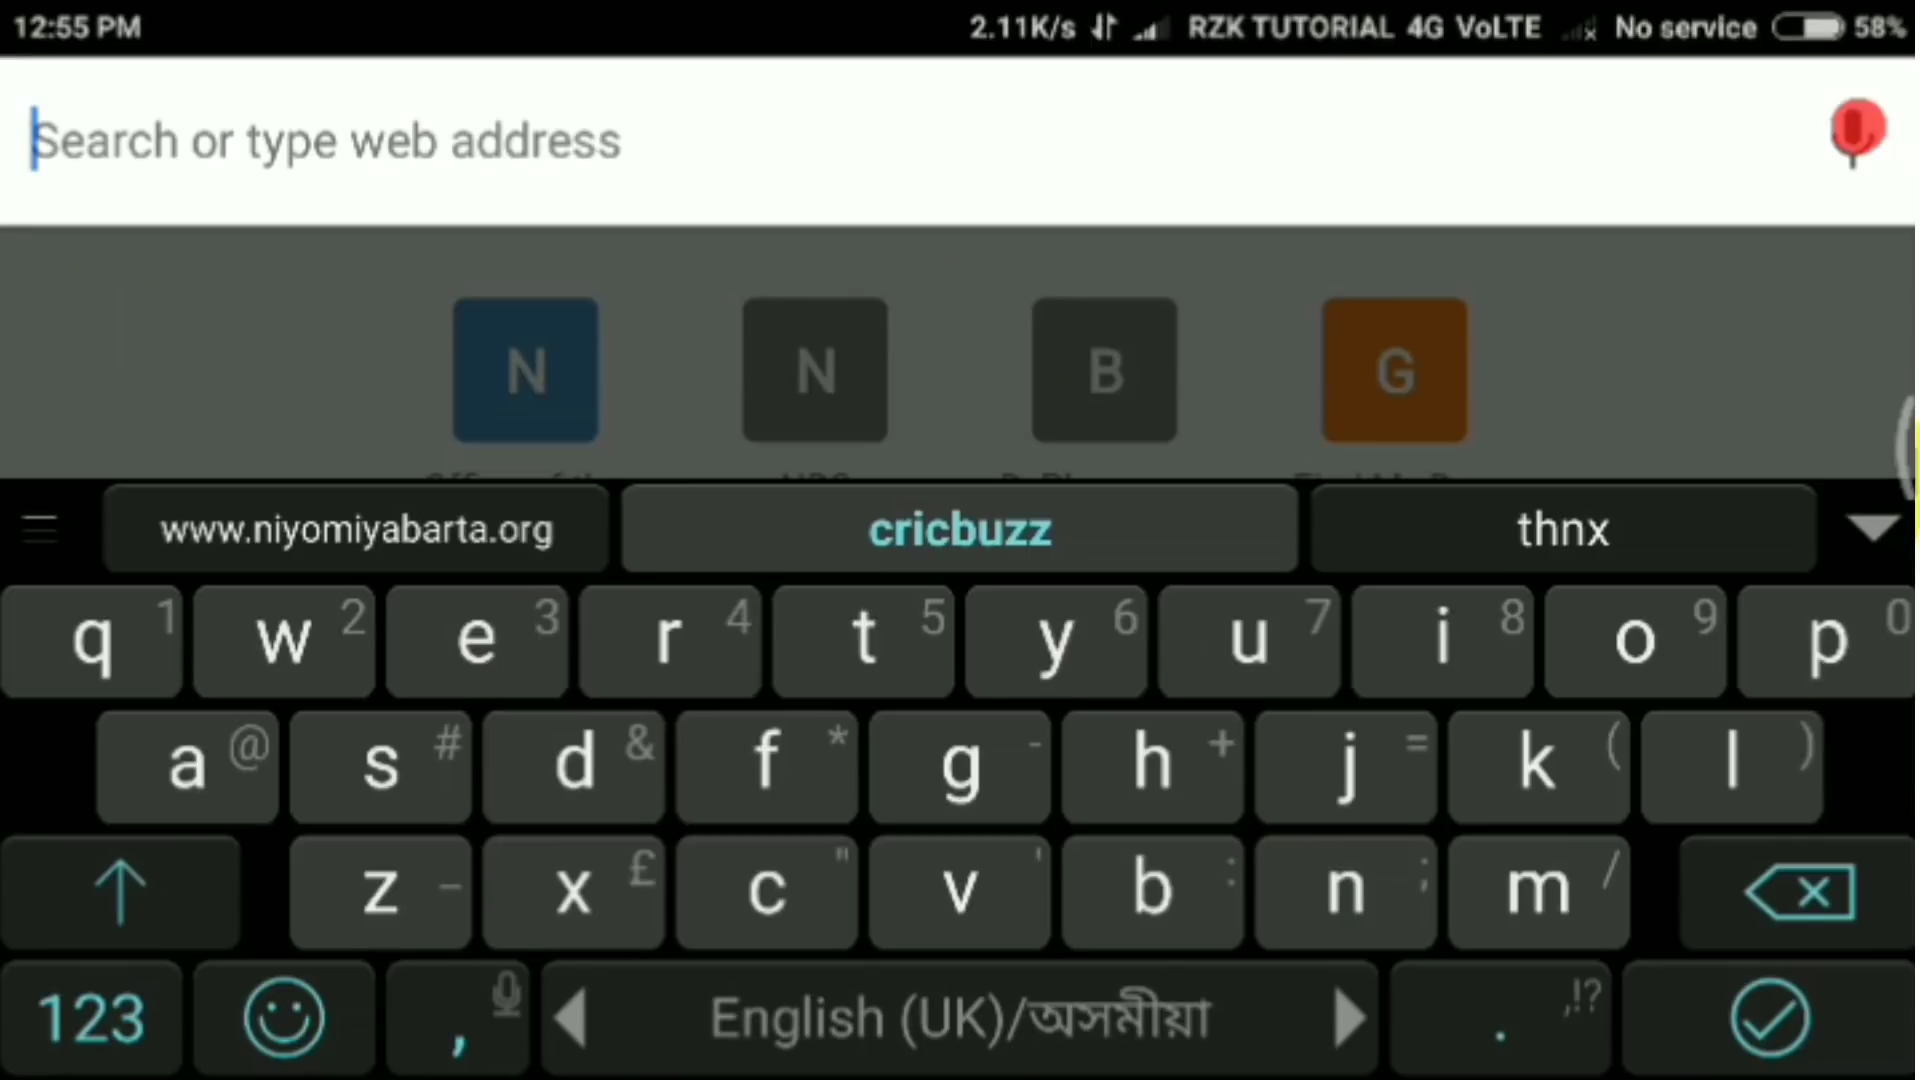 12:55 PM 2.11K/s RZK TUTORIAL 4G VoLTE No service 58%
Search or type web address
N N B G
www.niyomiyabarta.org cricbuzz thnx
q 1 w 2 e 3 r 4 t 5 y 6 u 7 i 8 o 9 p 0
a @ s # d & f * g - h + j = k ( l )
z _ x £ c " v ' b : n ; m /
123 , English (UK)/অসমীয়া . ,!?